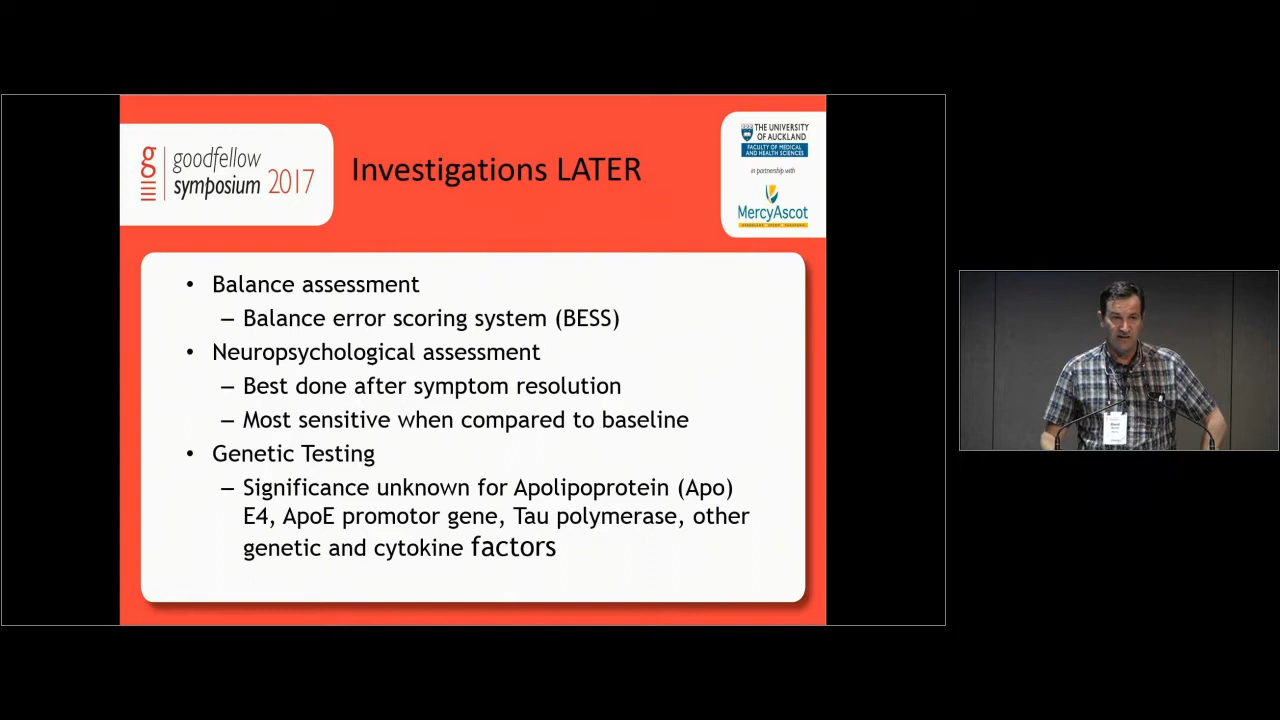 g
goodfellow
symposium 2017
Investigations LATER
THE UNIVERSITY
OF AUCKLAND
FACULTY OF MEDICAL
AND HEALTH SCIENCES
in partnership with
MercyAscot
• Balance assessment
– Balance error scoring system (BESS)
• Neuropsychological assessment
– Best done after symptom resolution
– Most sensitive when compared to baseline
• Genetic Testing
– Significance unknown for Apolipoprotein (Apo)
E4, ApoE promotor gene, Tau polymerase, other
genetic and cytokine factors